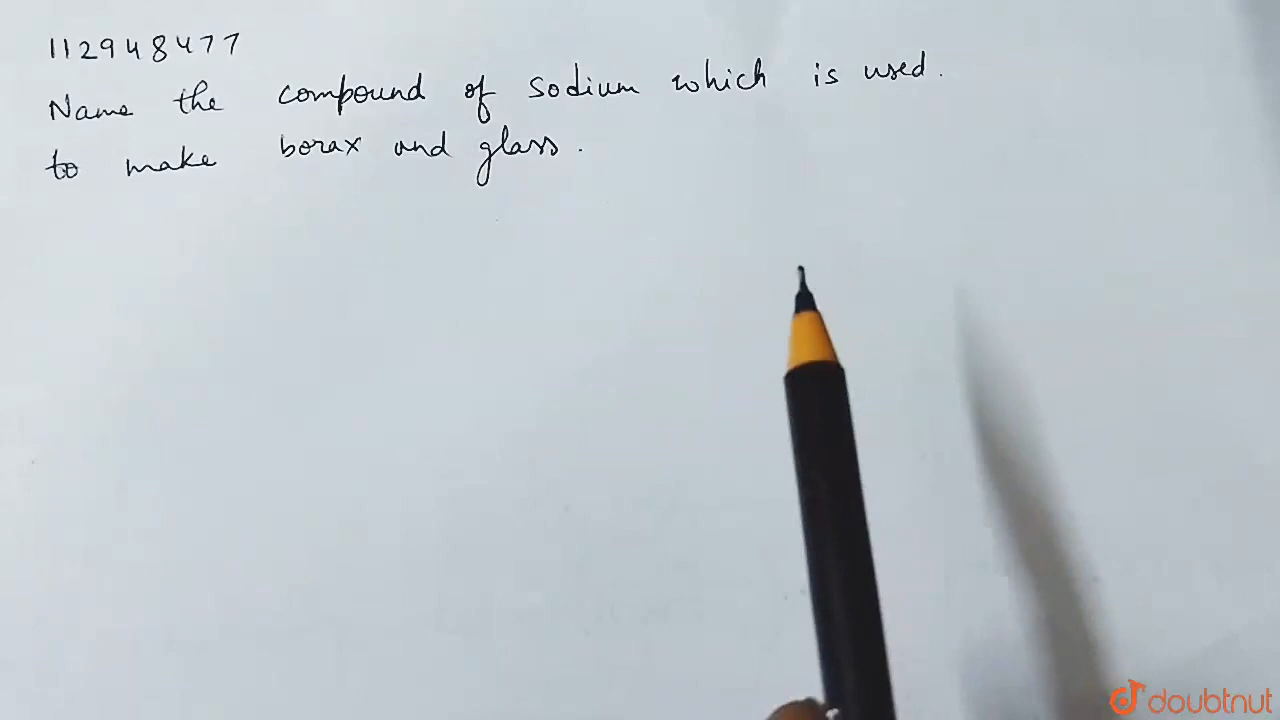 112948477
Name the compound of sodium which is used.
to make borax and glass.
doubtnut